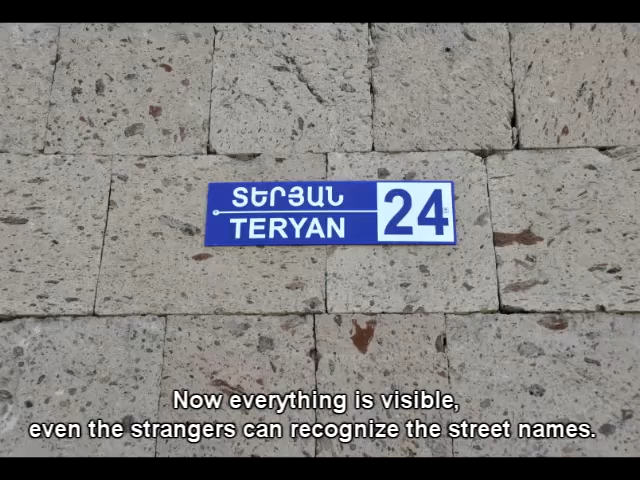 ՏԵՐՅԱՆ
TERYAN
24
Now everything is visible,
even the strangers can recognize the street names.